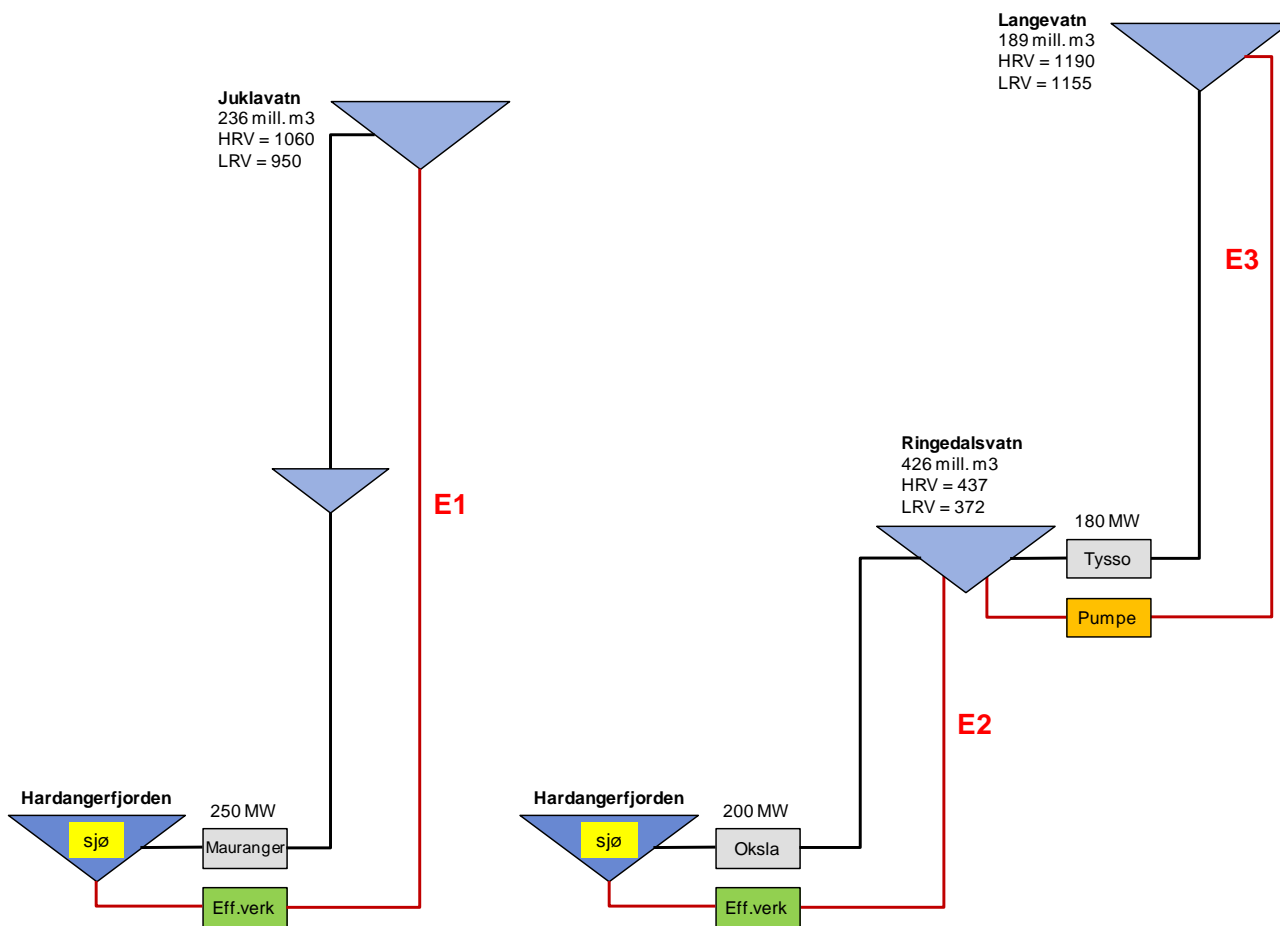 Langevatn
189 mill. m3
HRV = 1190
LRV = 1155
Juklavatn
236 mill. m3
HRV = 1060
LRV = 950
E3
E1
Ringedalsvatn
426 mill. m3
HRV = 437
LRV = 372
180 MW
Tysso
Pumpe
E2
Hardangerfjorden
250 MW
sjø
Mauranger
Eff.verk
Hardangerfjorden
200 MW
sjø
Oksla
Eff.verk